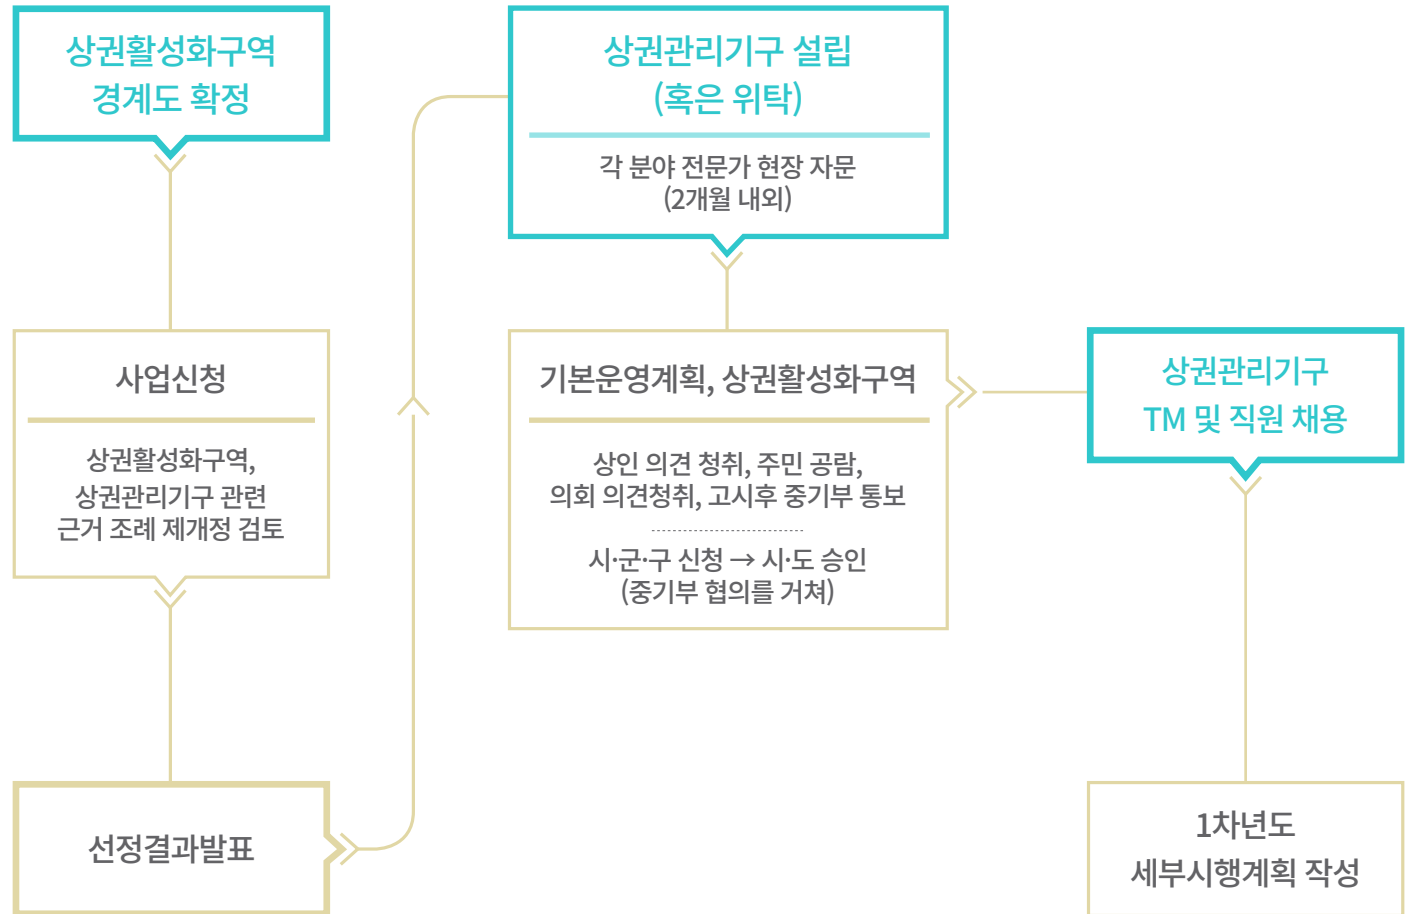 상권활성화구역
경계도 확정
사업신청
상권활성화구역,
상권관리기구 관련
근거 조례 제개정 검토
선정결과발표
상권관리기구 설립
(혹은 위탁)
각 분야 전문가 현장 자문
(2개월 내외)
기본운영계획, 상권활성화구역
상인 의견 청취, 주민 공람,
의회 의견청취, 고시후 중기부 통보
시·군·구 신청 → 시·도 승인
(중기부 협의를 거쳐)
상권관리기구
TM 및 직원 채용
1차년도
세부시행계획 작성